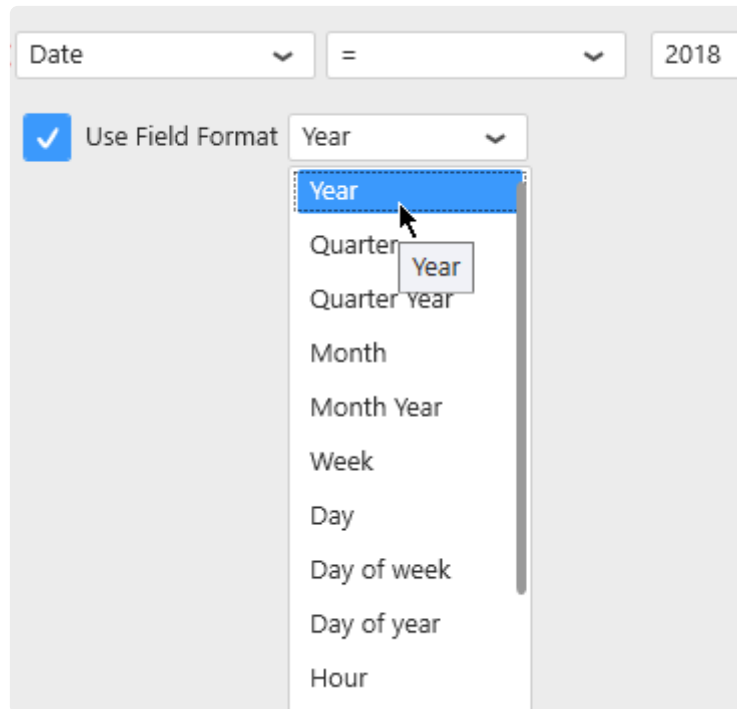 Date = 2018
Use Field Format Year
Year
Quarter
Year
Quarter Year
Month
Month Year
Week
Day
Day of week
Day of year
Hour